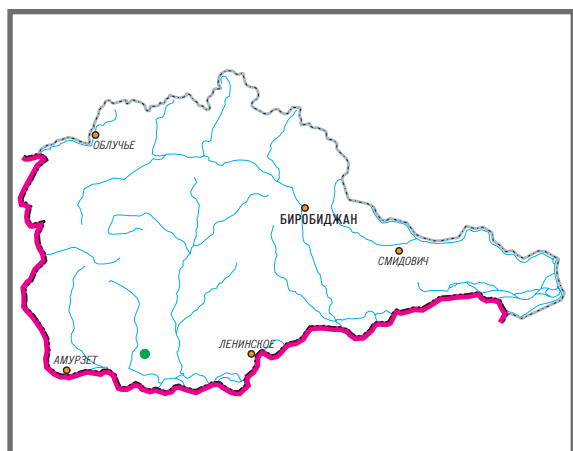 ОБЛУЧЬЕ
БИРОБИДЖАН
СМИДОВИЧ
ЛЕНИНСКОЕ
АМУРЗЕТ